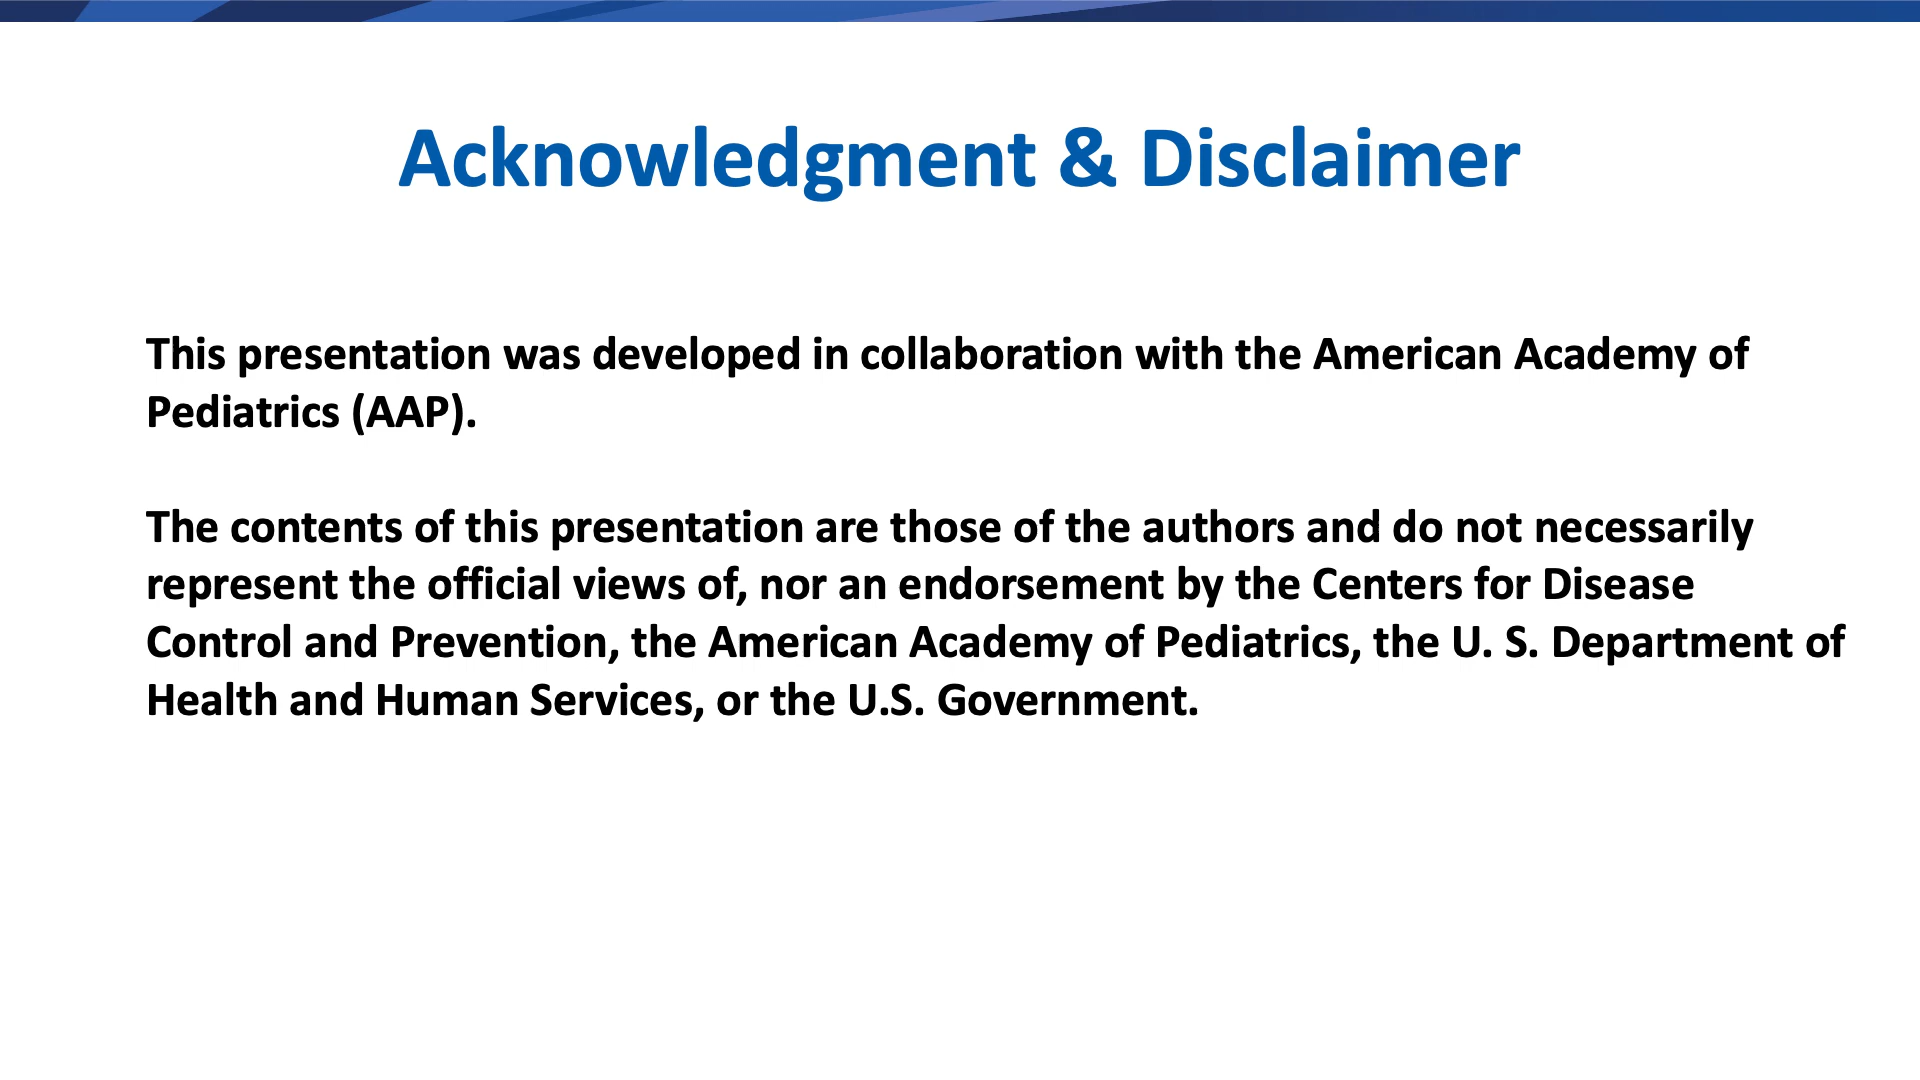 Acknowledgment & Disclaimer
This presentation was developed in collaboration with the American Academy of
Pediatrics (AAP).
The contents of this presentation are those of the authors and do not necessarily
represent the official views of, nor an endorsement by the Centers for Disease
Control and Prevention, the American Academy of Pediatrics, the U. S. Department of
Health and Human Services, or the U.S. Government.